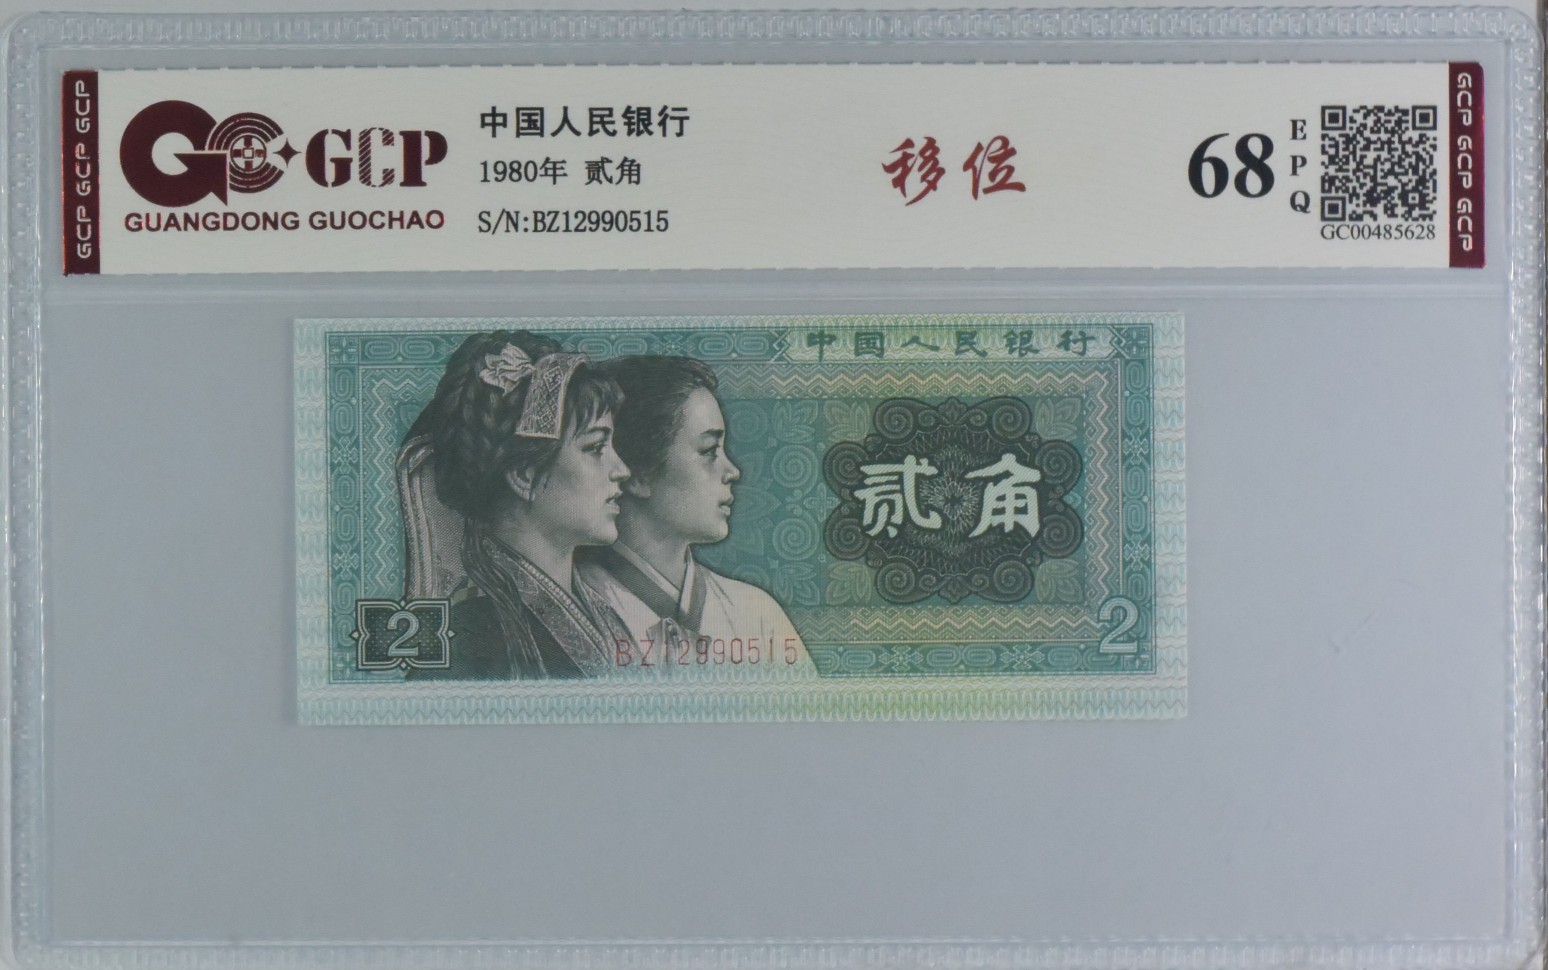 GCP GCP GCP
GCP
GUANGDONG GUOCHAO
中国人民银行
1980年 贰角
S/N:BZ12990515
移位
68
EPQ
GC00485628
GCP GCP GCP
中国人民银行
贰角
2
2
BZ12990515